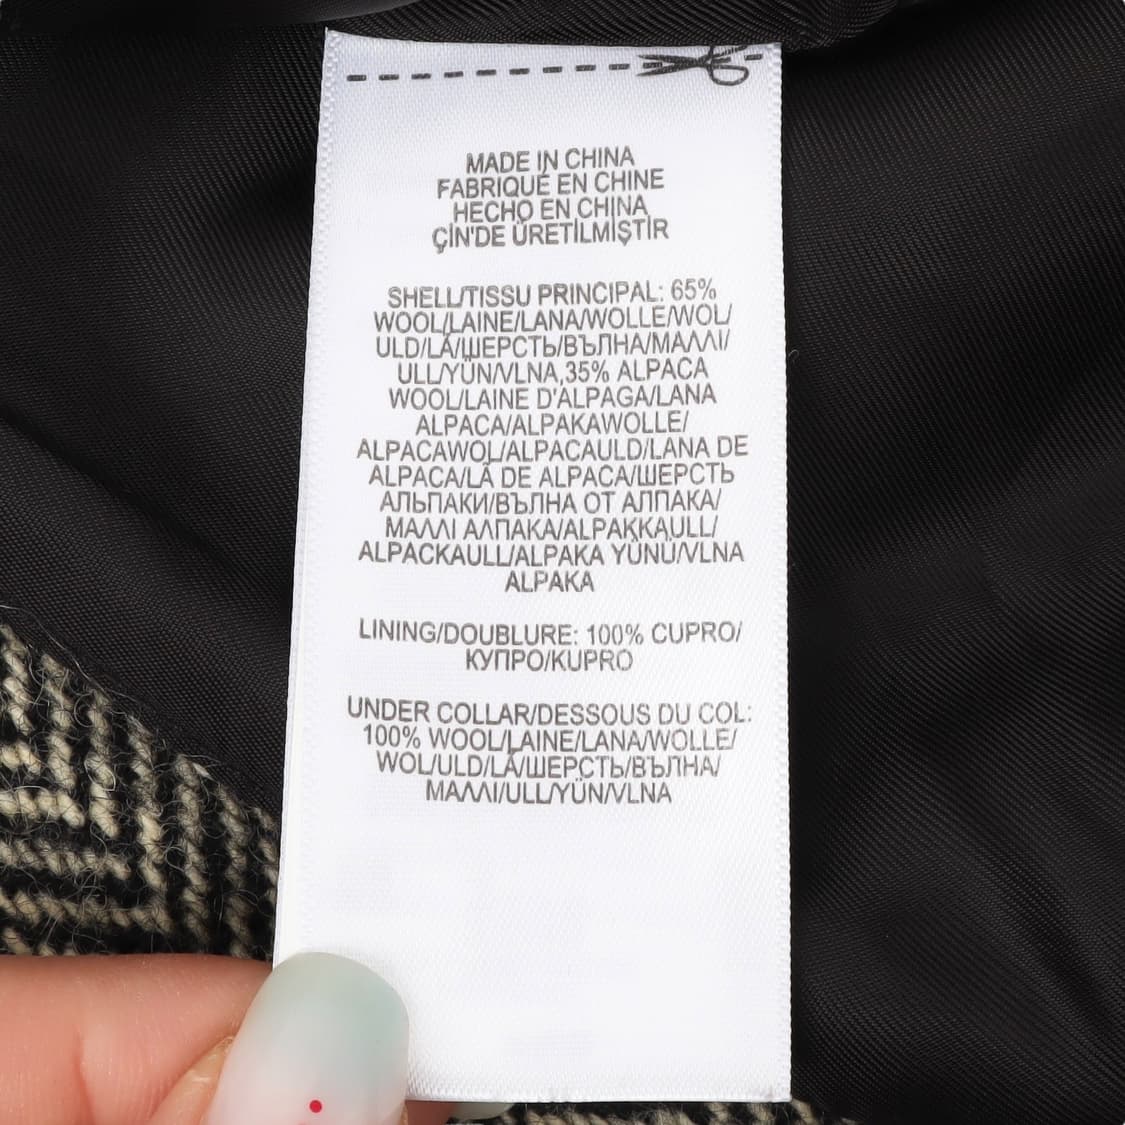 MADE IN CHINA
FABRIQUÉ EN CHINE
HECHO EN CHINA
ÇİN'DE ÜRETİLMİŞTİR
SHELL/TISSU PRINCIPAL: 65%
WOOL/LAINE/LANA/WOLLE/WOL/
ULD/LÃ/ШЕРСТЬ/ВЪЛНА/ΜΑΛΛΙ/
ULL/YÜN/VLNA,35% ALPACA
WOOL/LAINE D'ALPAGA/LANA
ALPACA/ALPAKAWOLLE/
ALPACAWOL/ALPACAULD/LANA DE
ALPACA/LÃ DE ALPACA/ШЕРСТЬ
АЛЬПАКИ/ВЪЛНА ОТ АЛПАКА/
ΜΑΛΛΙ ΑΛΠΑΚΑ/ALPAKKAULL/
ALPACKAULL/ALPAKA YÜNÜ/VLNA
ALPAKA
LINING/DOUBLURE: 100% CUPRO/
КУПРО/KUPRO
UNDER COLLAR/DESSOUS DU COL:
100% WOOL/LAINE/LANA/WOLLE/
WOL/ULD/LÃ/ШЕРСТЬ/ВЪЛНА/
ΜΑΛΛΙ/ULL/YÜN/VLNA